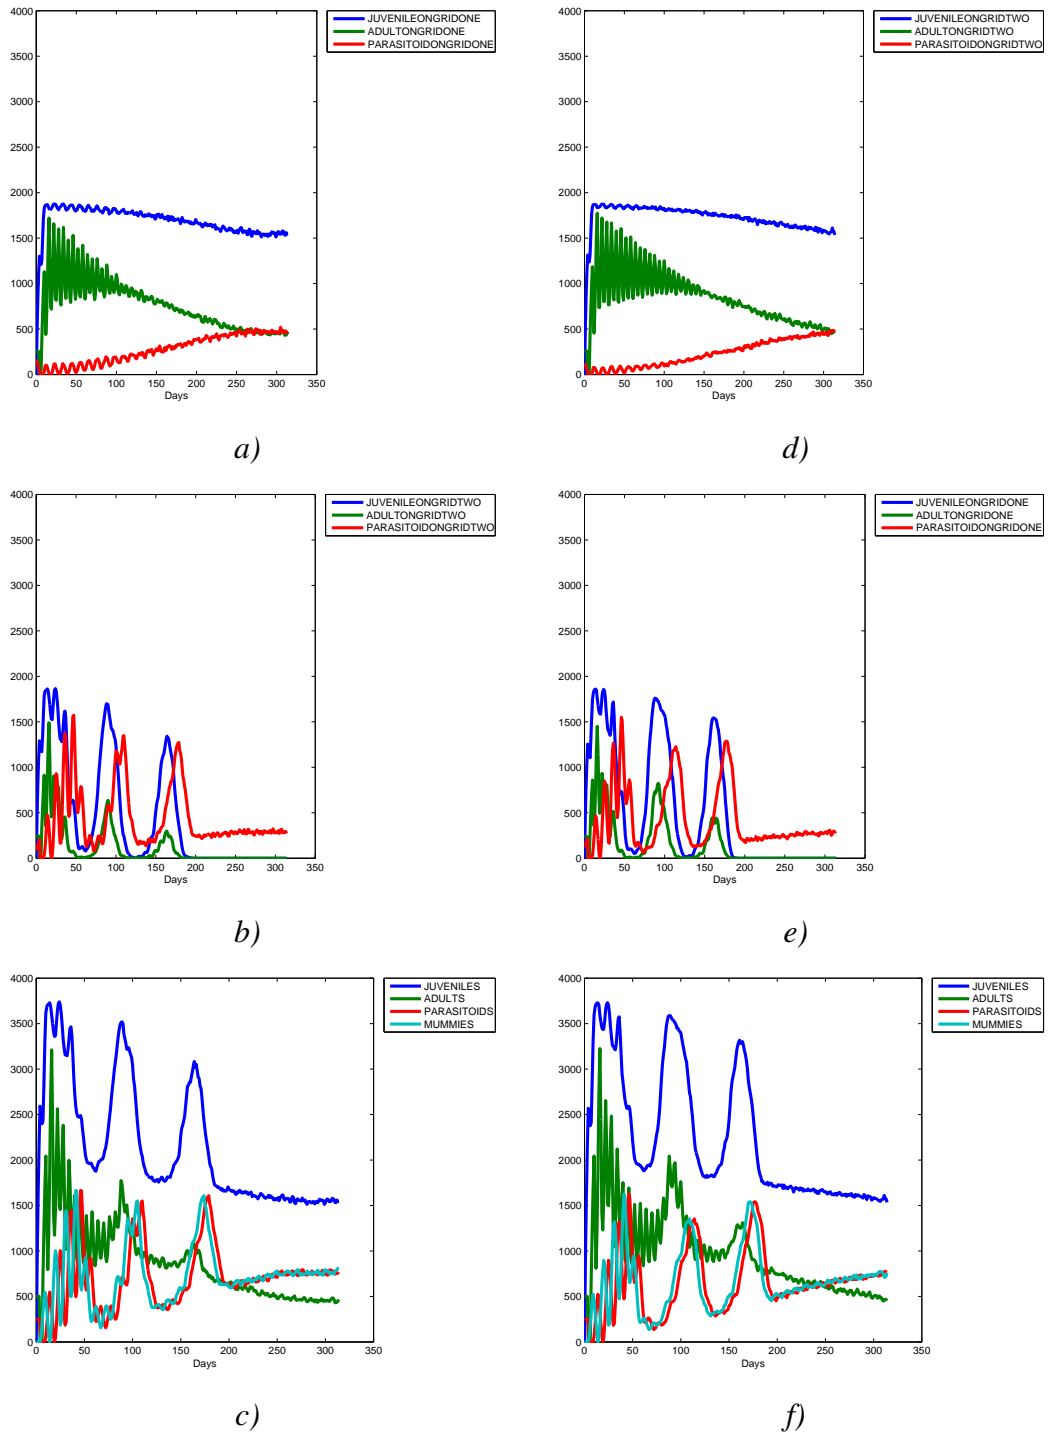 4000
3500
3000
2500
2000
1500
1000
500
0
0 50 100 150 200 250 300 350
Days
JUVENILEONGRIDONE
ADULTONGRIDONE
PARASITOIDONGRIDONE
a)
4000
3500
3000
2500
2000
1500
1000
500
0
0 50 100 150 200 250 300 350
Days
JUVENILEONGRIDTWO
ADULTONGRIDTWO
PARASITOIDONGRIDTWO
d)
4000
3500
3000
2500
2000
1500
1000
500
0
0 50 100 150 200 250 300 350
Days
JUVENILEONGRIDTWO
ADULTONGRIDTWO
PARASITOIDONGRIDTWO
b)
4000
3500
3000
2500
2000
1500
1000
500
0
0 50 100 150 200 250 300 350
Days
JUVENILEONGRIDONE
ADULTONGRIDONE
PARASITOIDONGRIDONE
e)
4000
3500
3000
2500
2000
1500
1000
500
0
0 50 100 150 200 250 300 350
Days
JUVENILES
ADULTS
PARASITOIDS
MUMMIES
c)
4000
3500
3000
2500
2000
1500
1000
500
0
0 50 100 150 200 250 300 350
Days
JUVENILES
ADULTS
PARASITOIDS
MUMMIES
f)